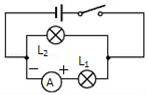 L₂
− + L₁
A